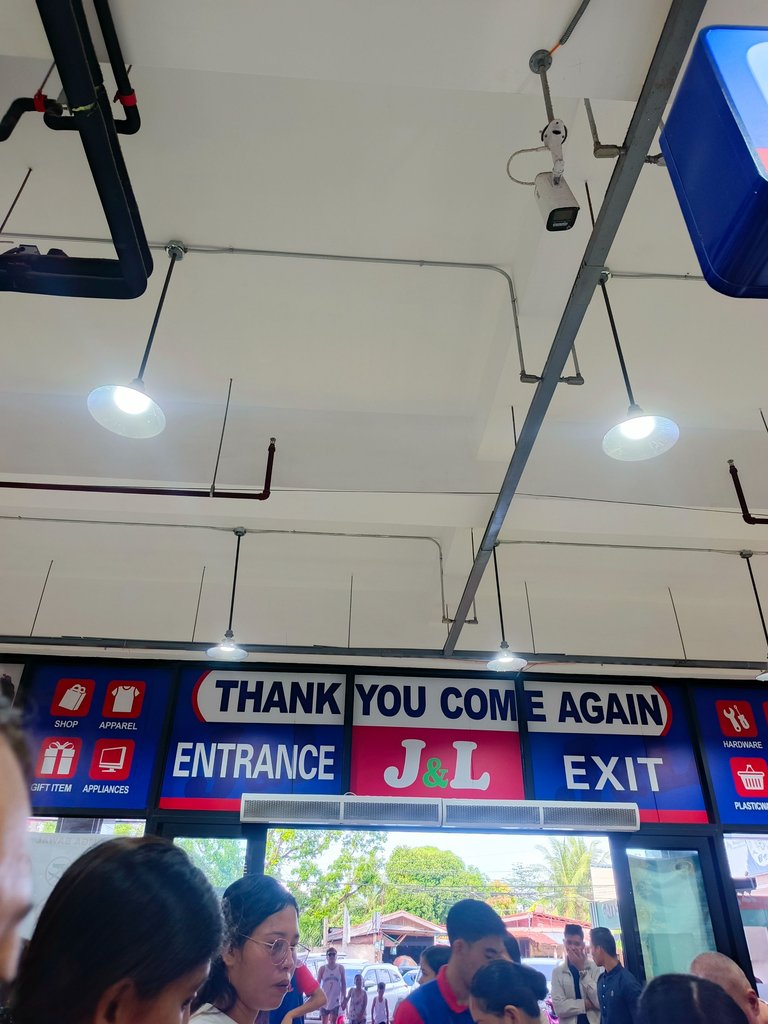 THANK YOU COME AGAIN
SHOP
APPAREL
GIFT ITEM
APPLIANCES
ENTRANCE
J&L
EXIT
HARDWARE